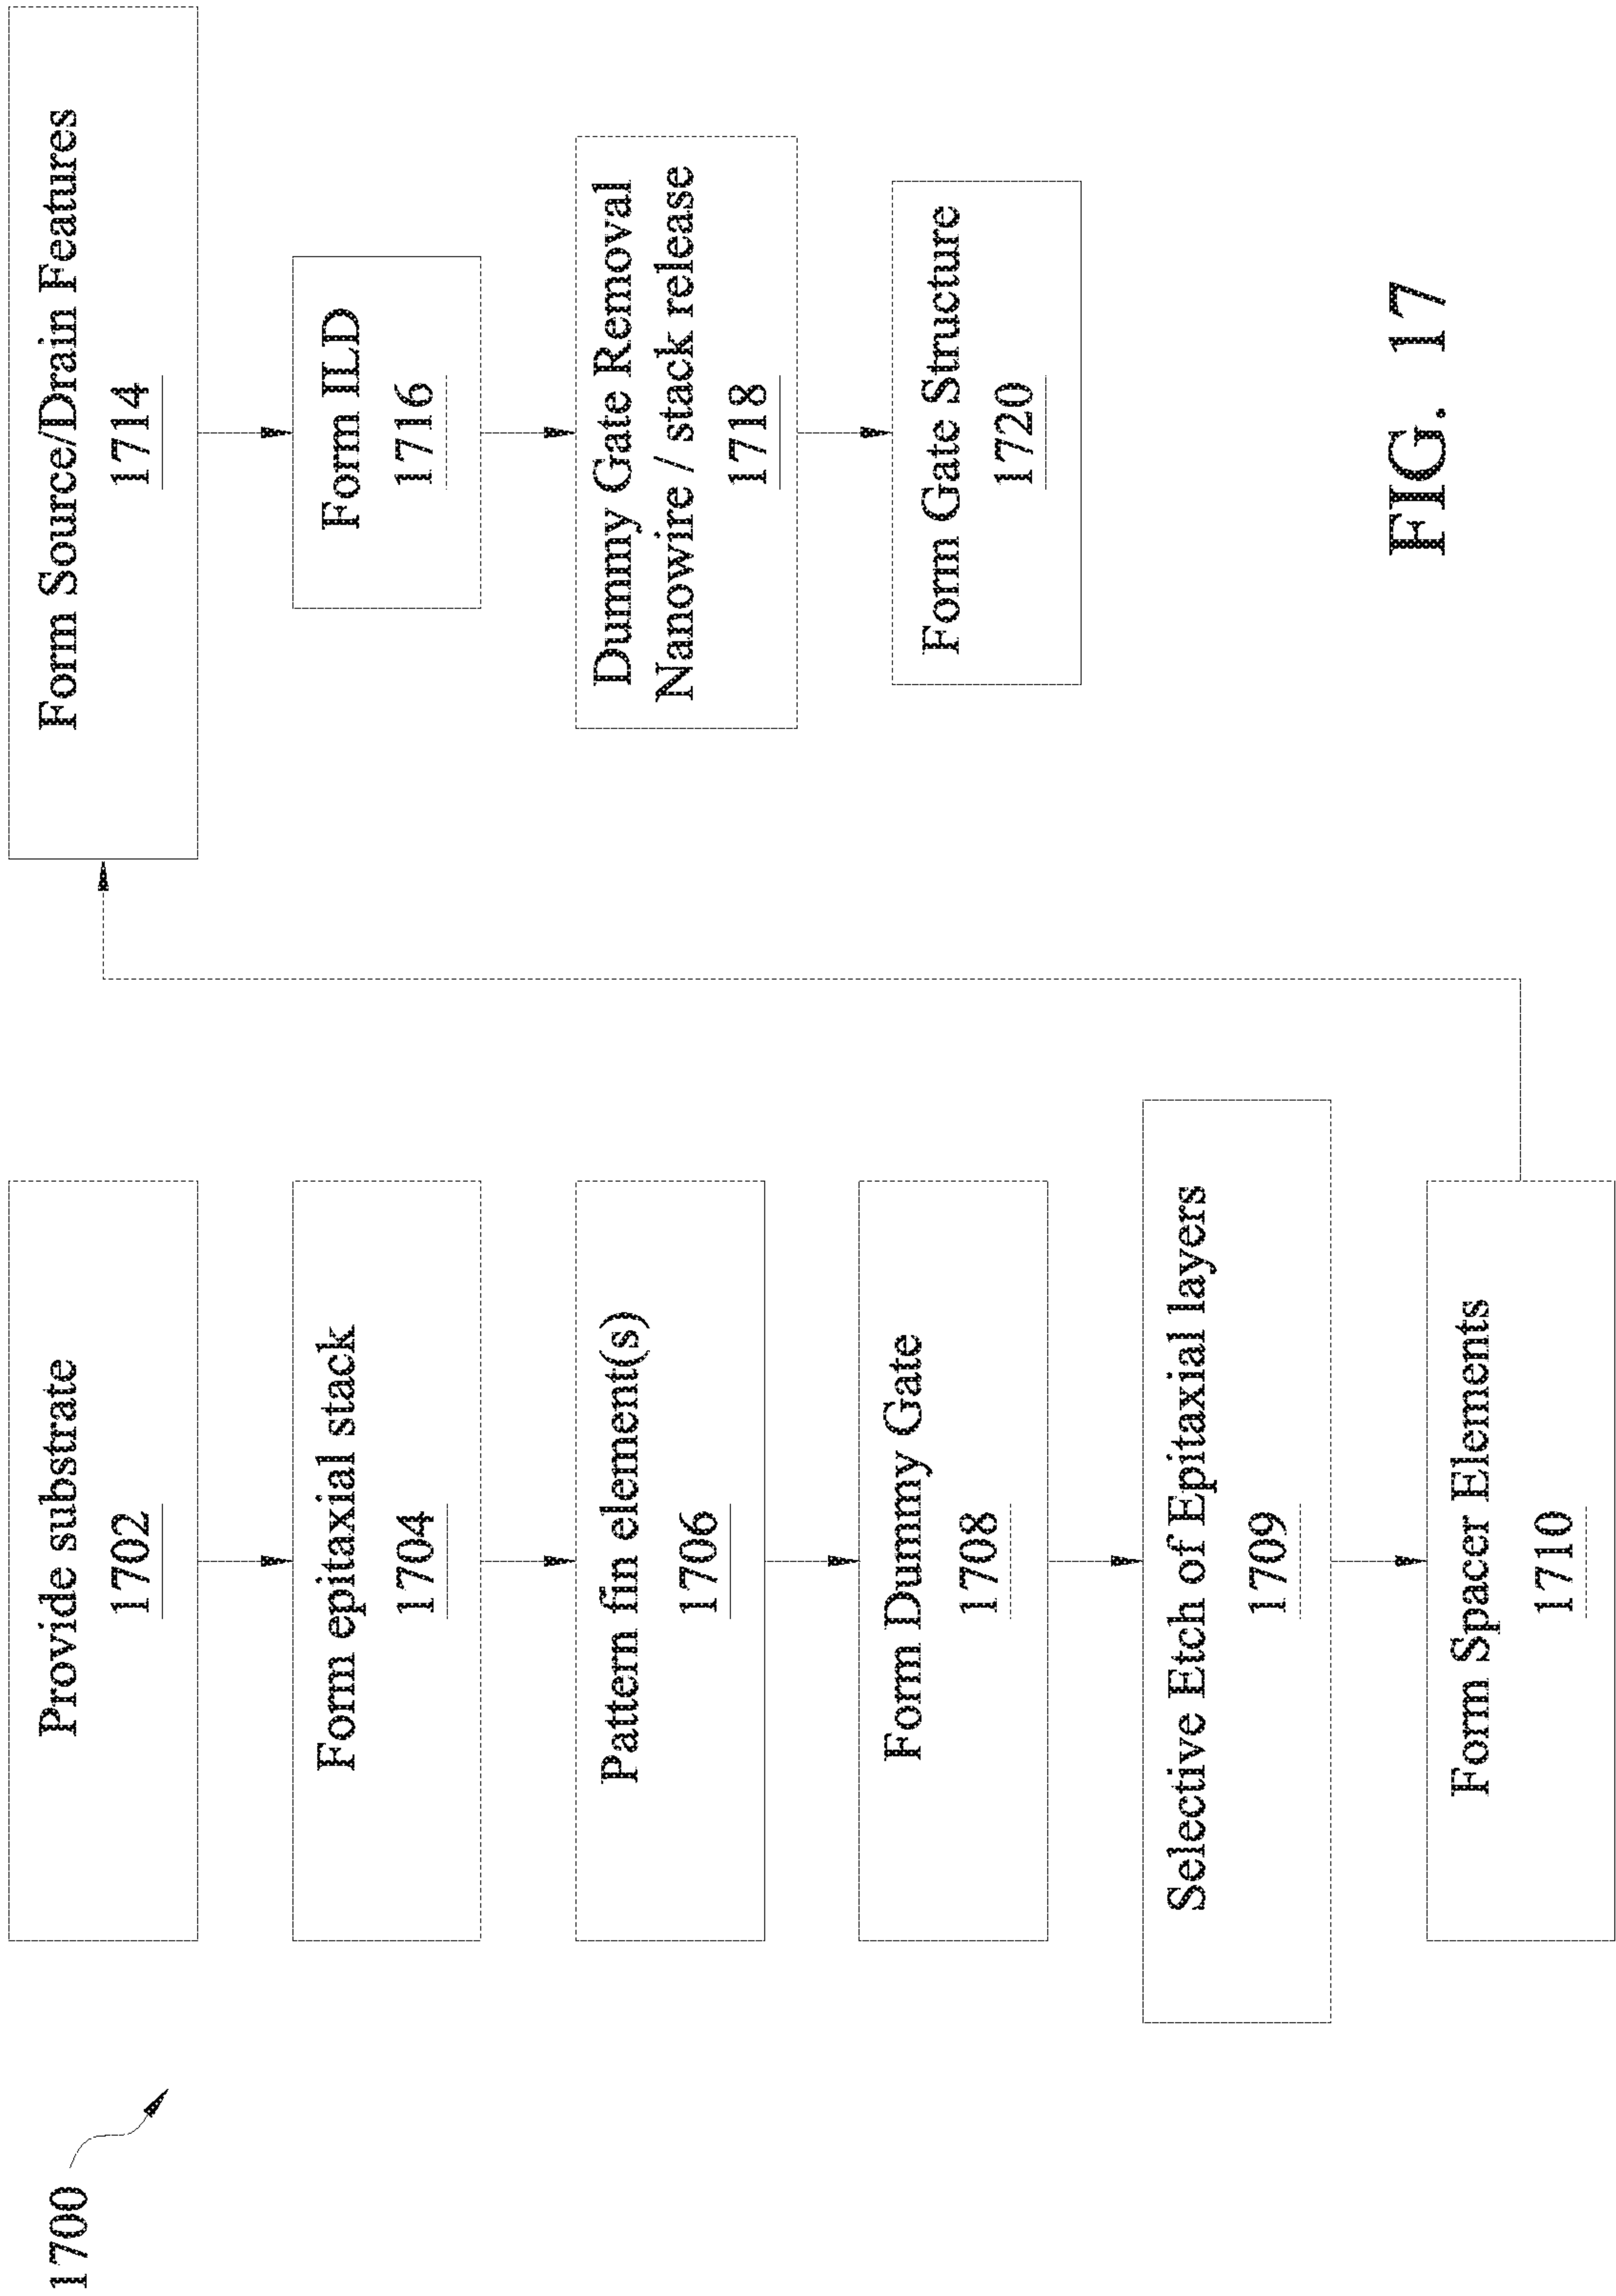 1700
Provide substrate
1702
Form epitaxial stack
1704
Pattern fin element(s)
1706
Form Dummy Gate
1708
Selective Etch of Epitaxial layers
1709
Form Spacer Elements
1710
Form Source/Drain Features
1714
Form ILD
1716
Dummy Gate Removal
Nanowire / stack release
1718
Form Gate Structure
1720
FIG. 17